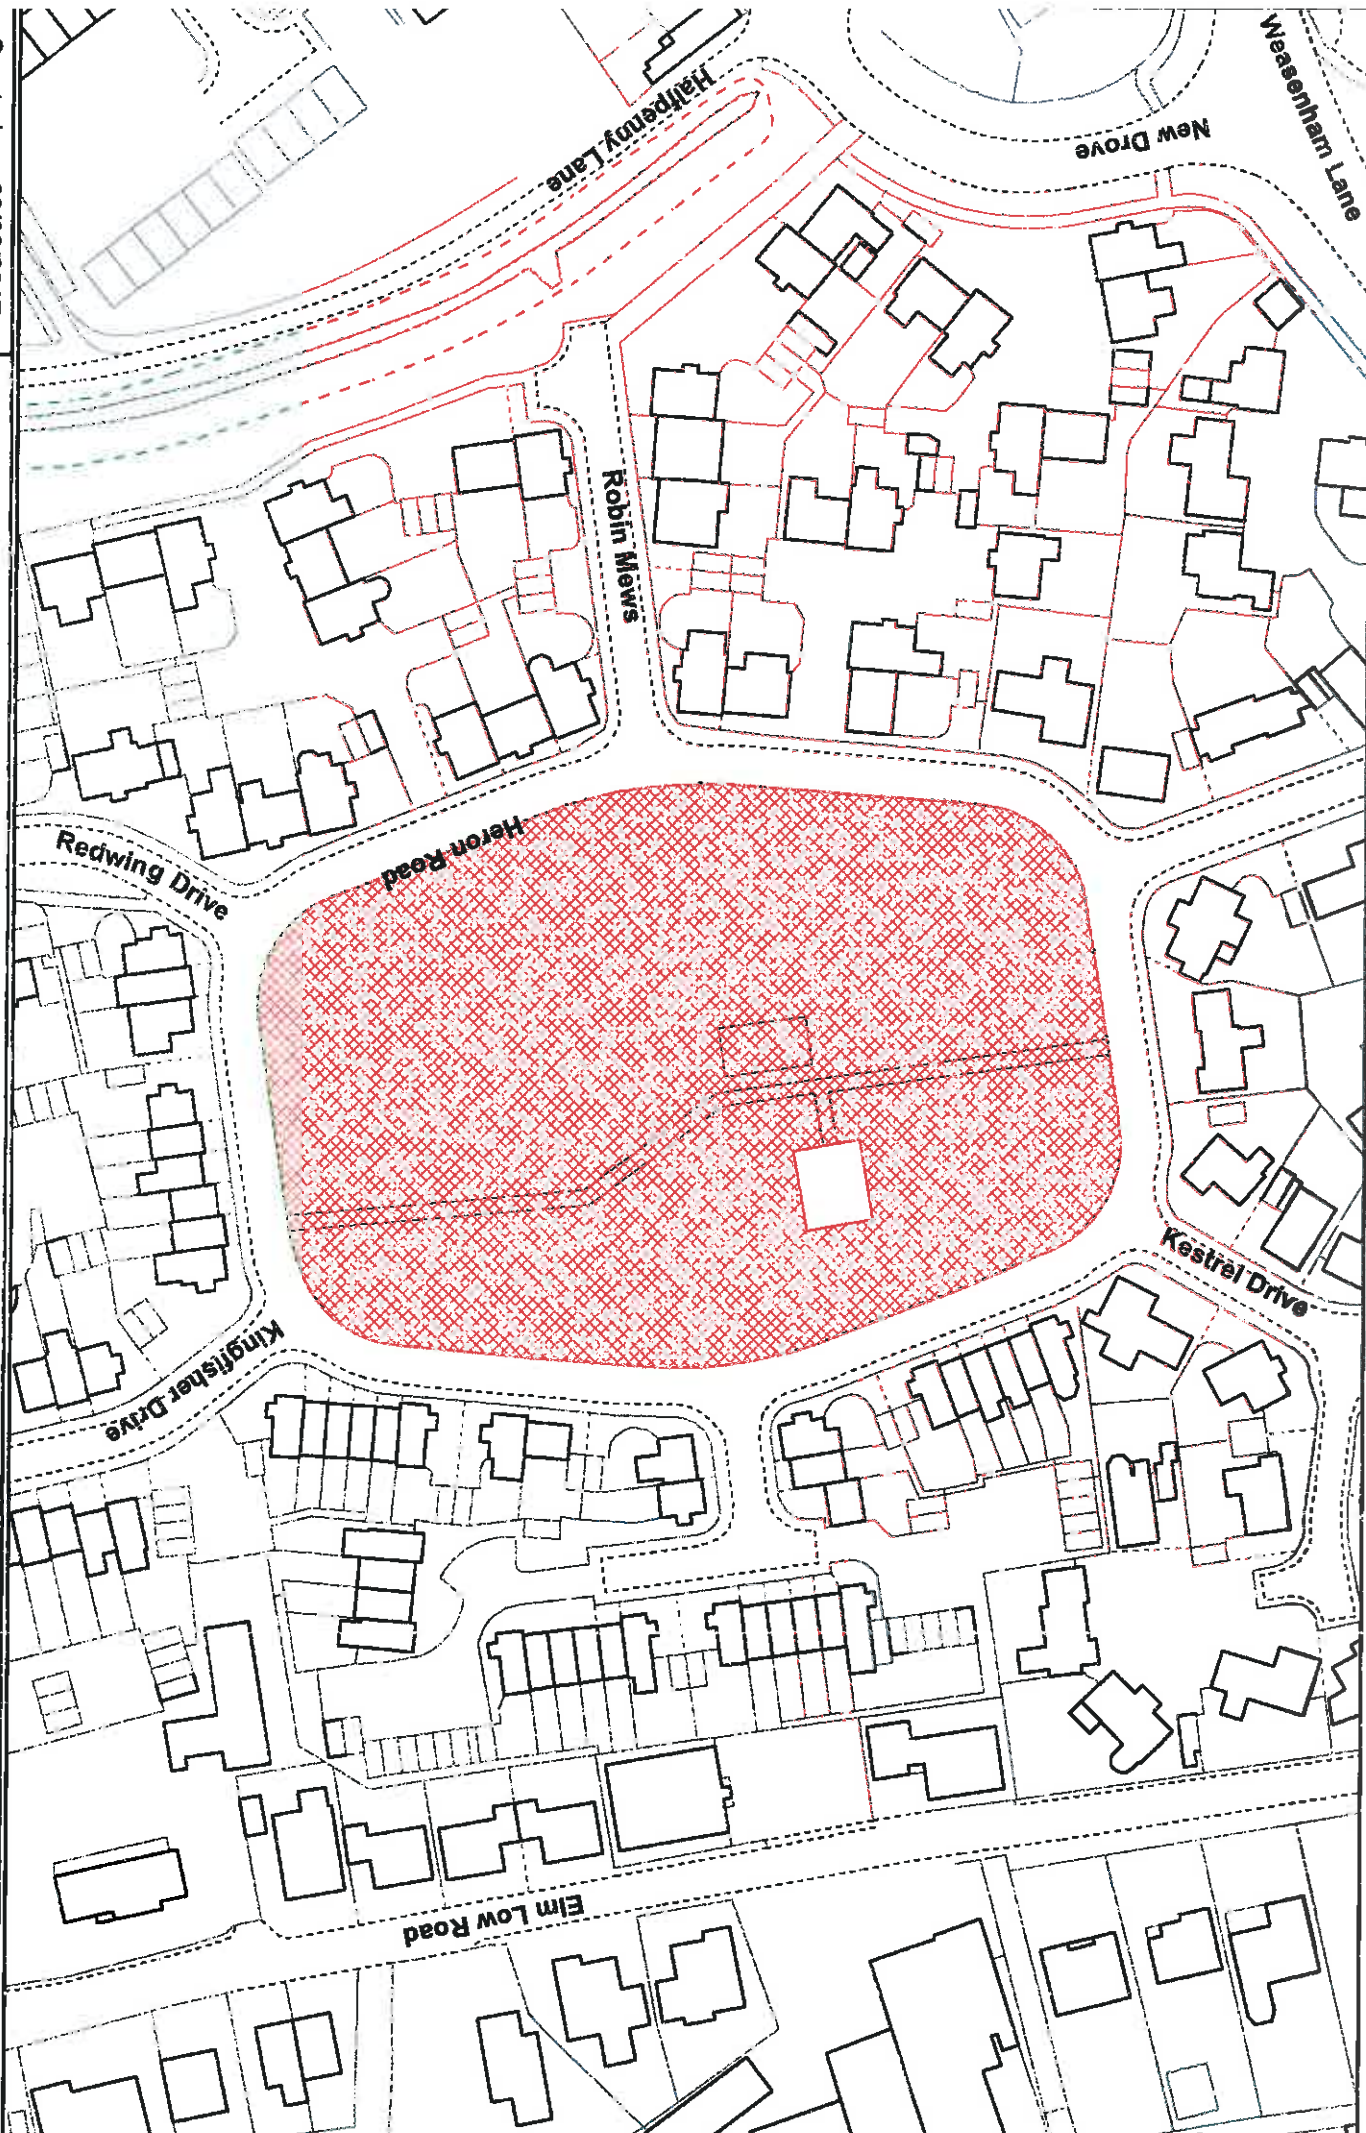 Weasenham Lane
Halfpenny Lane
New Drove
Robin Mews
Heron Road
Redwing Drive
Kestrel Drive
Kingfisher Drive
Elm Low Road